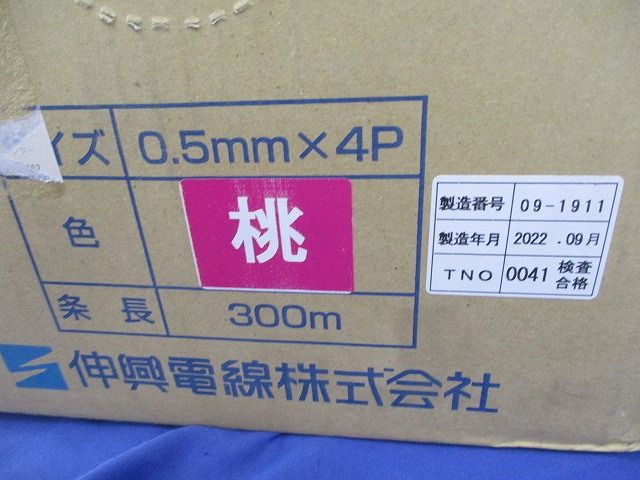 イズ 0.5mm×4P
色 桃
条長 300m
伸興電線株式会社
製造番号 09-1911
製造年月 2022.09月
TNO 0041 検査合格